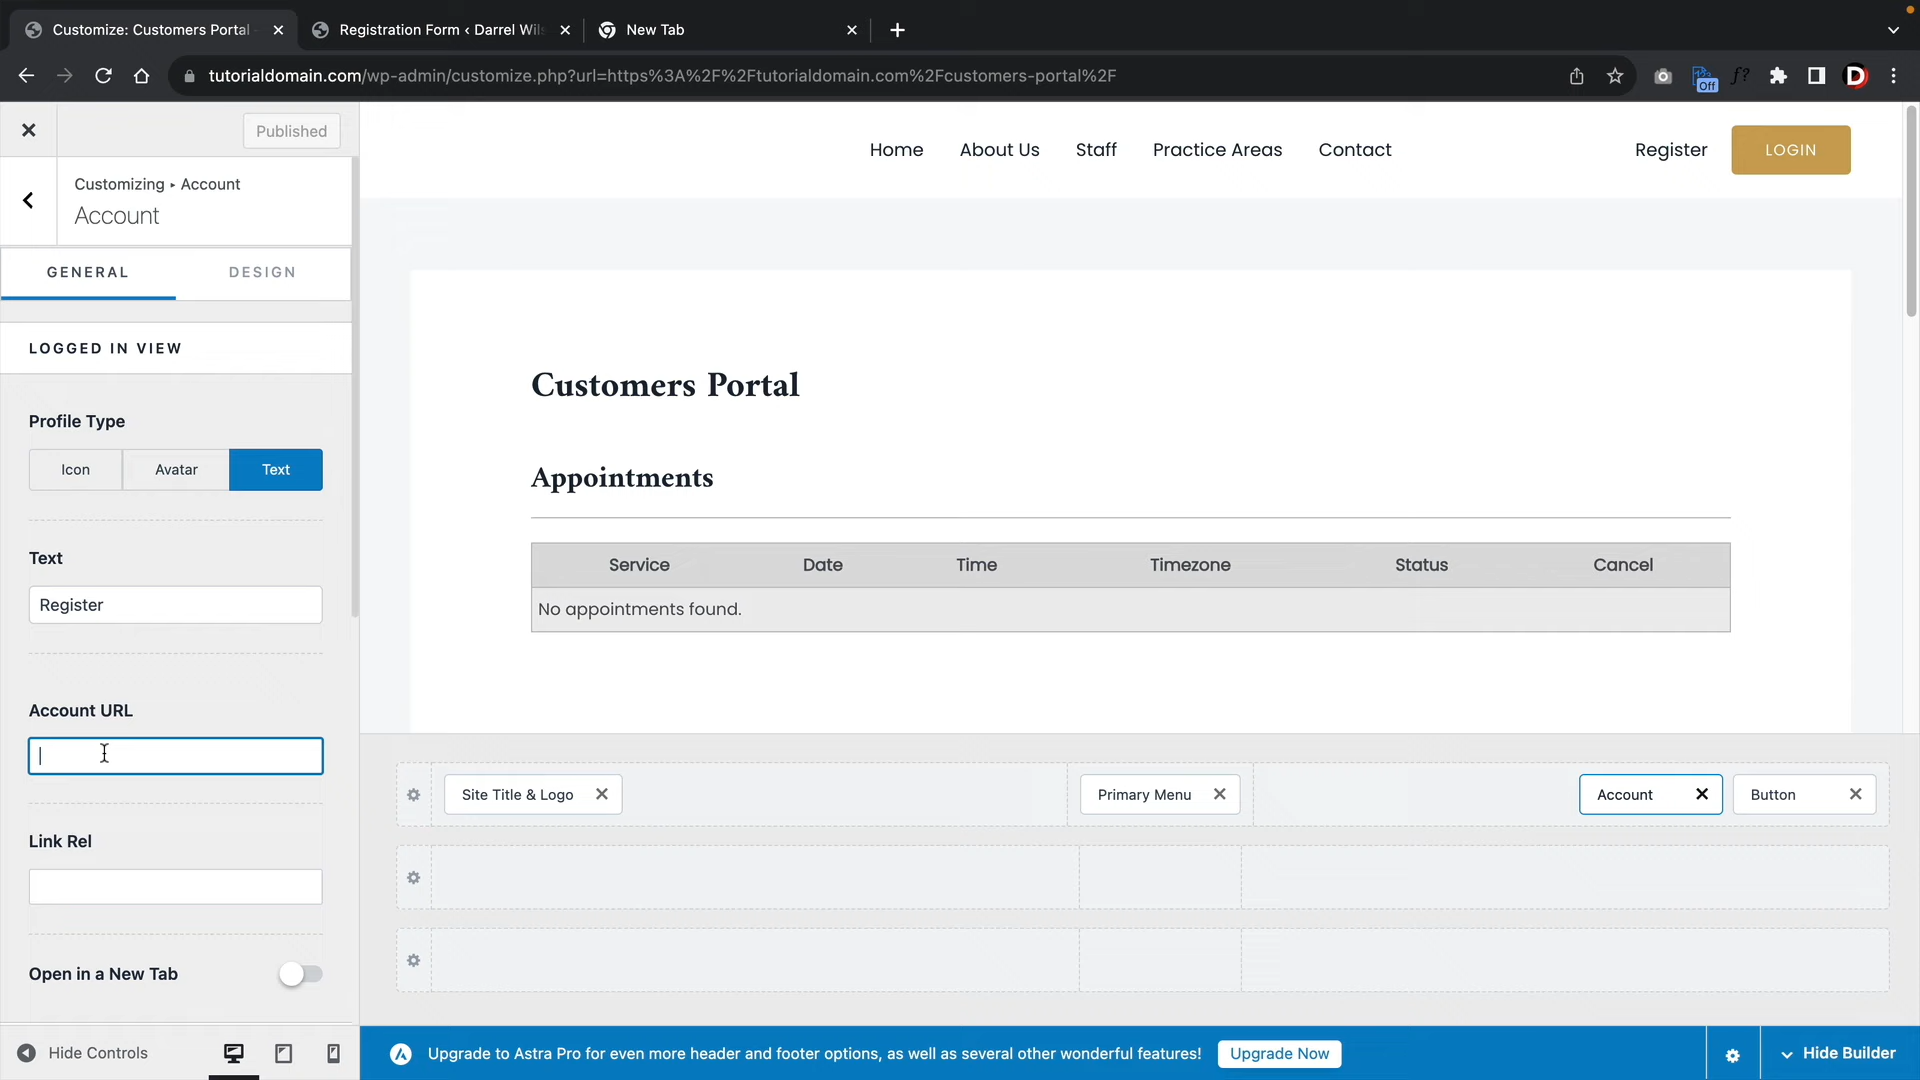 Customize: Customers Portal -
Registration Form ‹ Darrel Wils
New Tab
tutorialdomain.com/wp-admin/customize.php?url=https%3A%2F%2Ftutorialdomain.com%2Fcustomers-portal%2F
Off
f?
D
Published
Customizing ▸ Account
Account
GENERAL
DESIGN
LOGGED IN VIEW
Profile Type
Icon
Avatar
Text
Text
Register
Account URL
Link Rel
Open in a New Tab
Hide Controls
Home
About Us
Staff
Practice Areas
Contact
Register
LOGIN
Customers Portal
Appointments
Service Date Time Timezone Status Cancel
No appointments found.
Site Title & Logo
Primary Menu
Account
Button
Upgrade to Astra Pro for even more header and footer options, as well as several other wonderful features!
Upgrade Now
Hide Builder